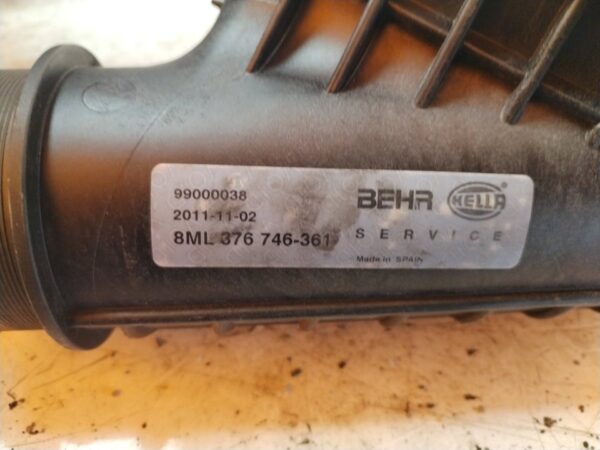 99000038
2011-11-02
8ML 376 746-361
BEHR HELLA
SERVICE
Made in SPAIN